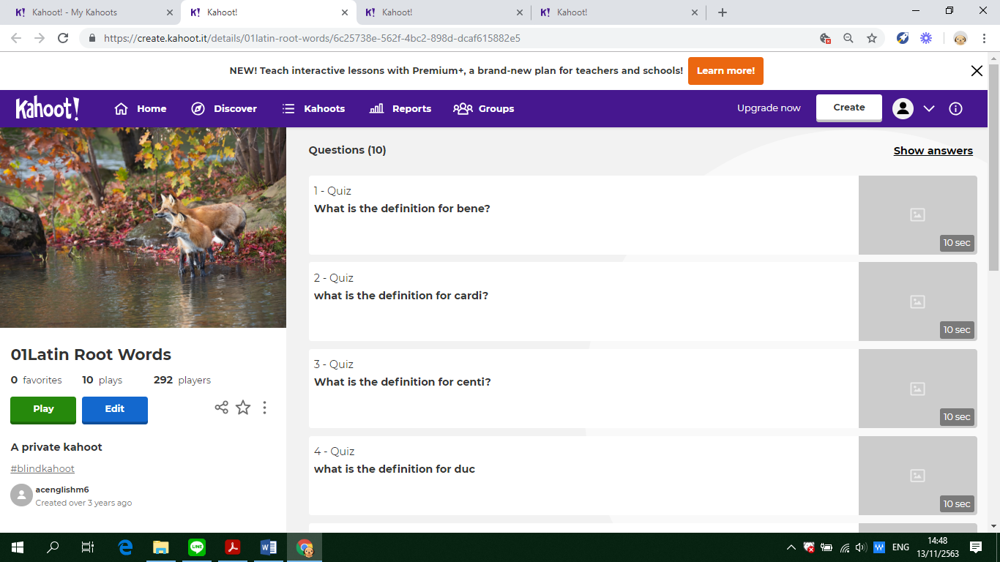 Kahoot! - My Kahoots
Kahoot!
Kahoot!
Kahoot!
https://create.kahoot.it/details/01latin-root-words/6c25738e-562f-4bc2-898d-dcaf615882e5
NEW! Teach interactive lessons with Premium+, a brand-new plan for teachers and schools!
Learn more!
Kahoot!
Home
Discover
Kahoots
Reports
Groups
Upgrade now
Create
Questions (10)
Show answers
1 - Quiz
What is the definition for bene?
10 sec
2 - Quiz
what is the definition for cardi?
10 sec
3 - Quiz
What is the definition for centi?
10 sec
4 - Quiz
what is the definition for duc
10 sec
01Latin Root Words
0 favorites 10 plays 292 players
Play
Edit
A private kahoot
#blindkahoot
acenglishm6
Created over 3 years ago
LINE
ENG
14:48
13/11/2563